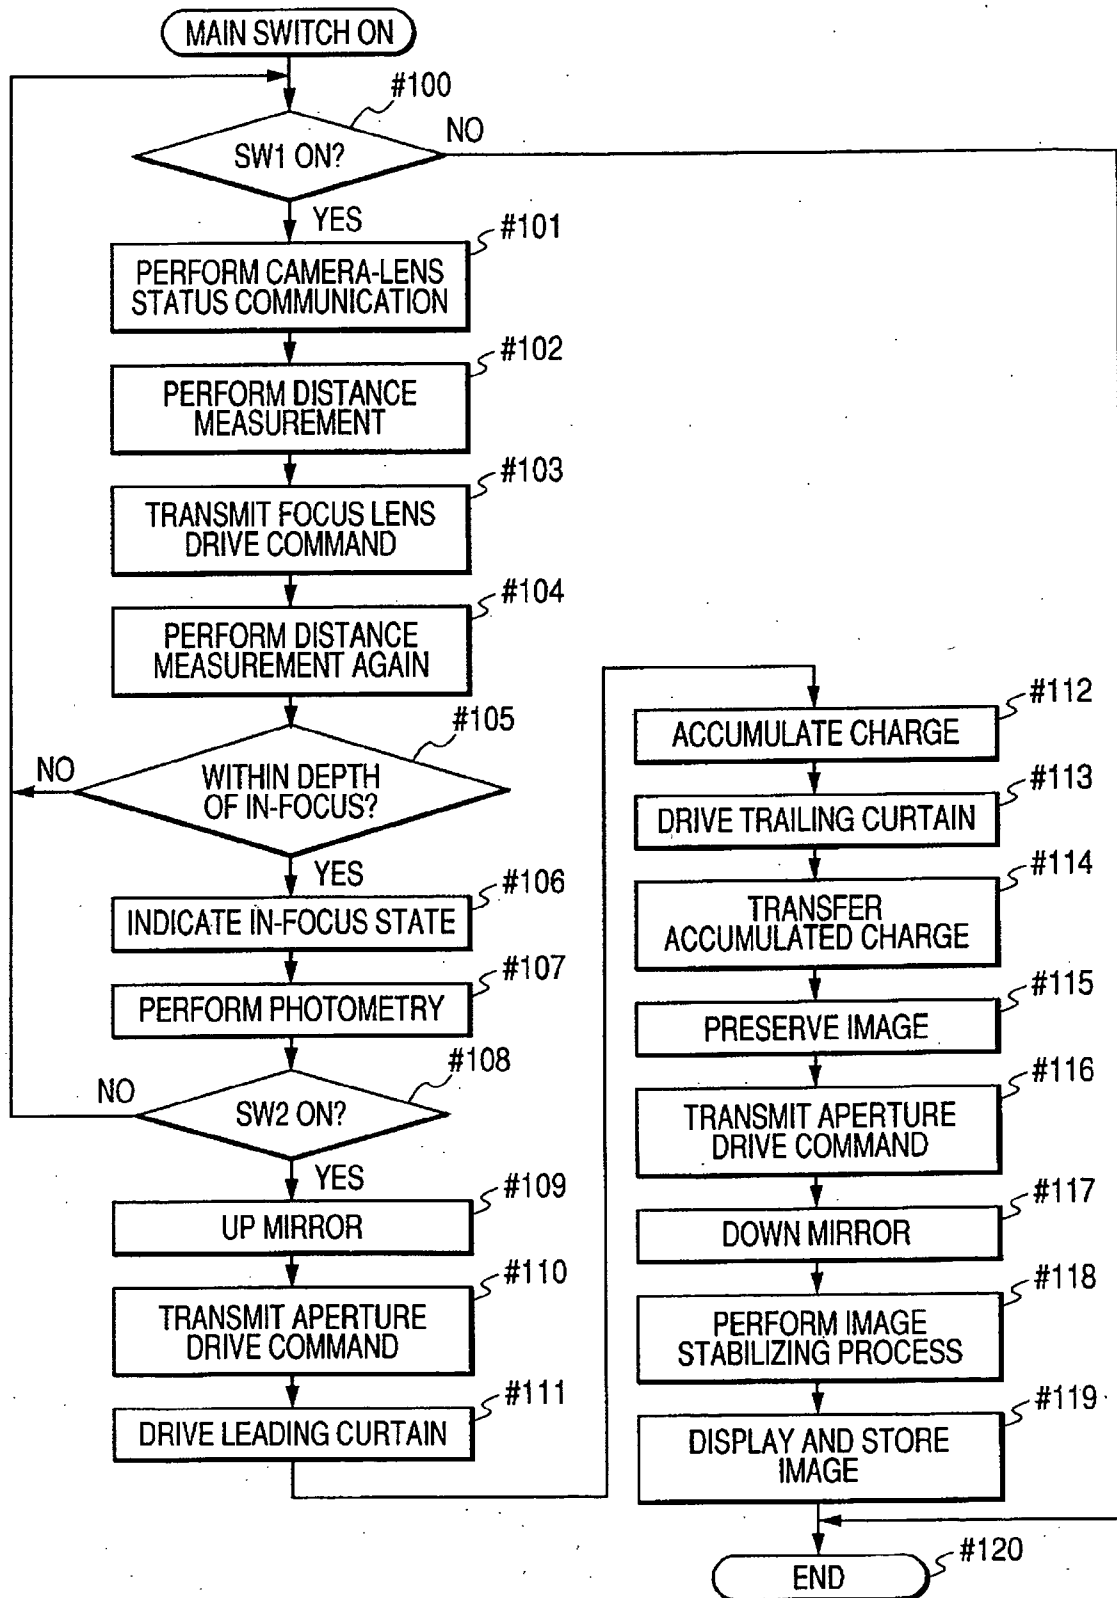 MAIN SWITCH ON
#100
SW1 ON?
NO
YES
#101
PERFORM CAMERA-LENS
STATUS COMMUNICATION
#102
PERFORM DISTANCE
MEASUREMENT
#103
TRANSMIT FOCUS LENS
DRIVE COMMAND
#104
PERFORM DISTANCE
MEASUREMENT AGAIN
#105
NO
WITHIN DEPTH
OF IN-FOCUS?
YES
#106
INDICATE IN-FOCUS STATE
#107
PERFORM PHOTOMETRY
#108
NO
SW2 ON?
YES
#109
UP MIRROR
#110
TRANSMIT APERTURE
DRIVE COMMAND
#111
DRIVE LEADING CURTAIN
#112
ACCUMULATE CHARGE
#113
DRIVE TRAILING CURTAIN
#114
TRANSFER
ACCUMULATED CHARGE
#115
PRESERVE IMAGE
#116
TRANSMIT APERTURE
DRIVE COMMAND
#117
DOWN MIRROR
#118
PERFORM IMAGE
STABILIZING PROCESS
#119
DISPLAY AND STORE
IMAGE
#120
END